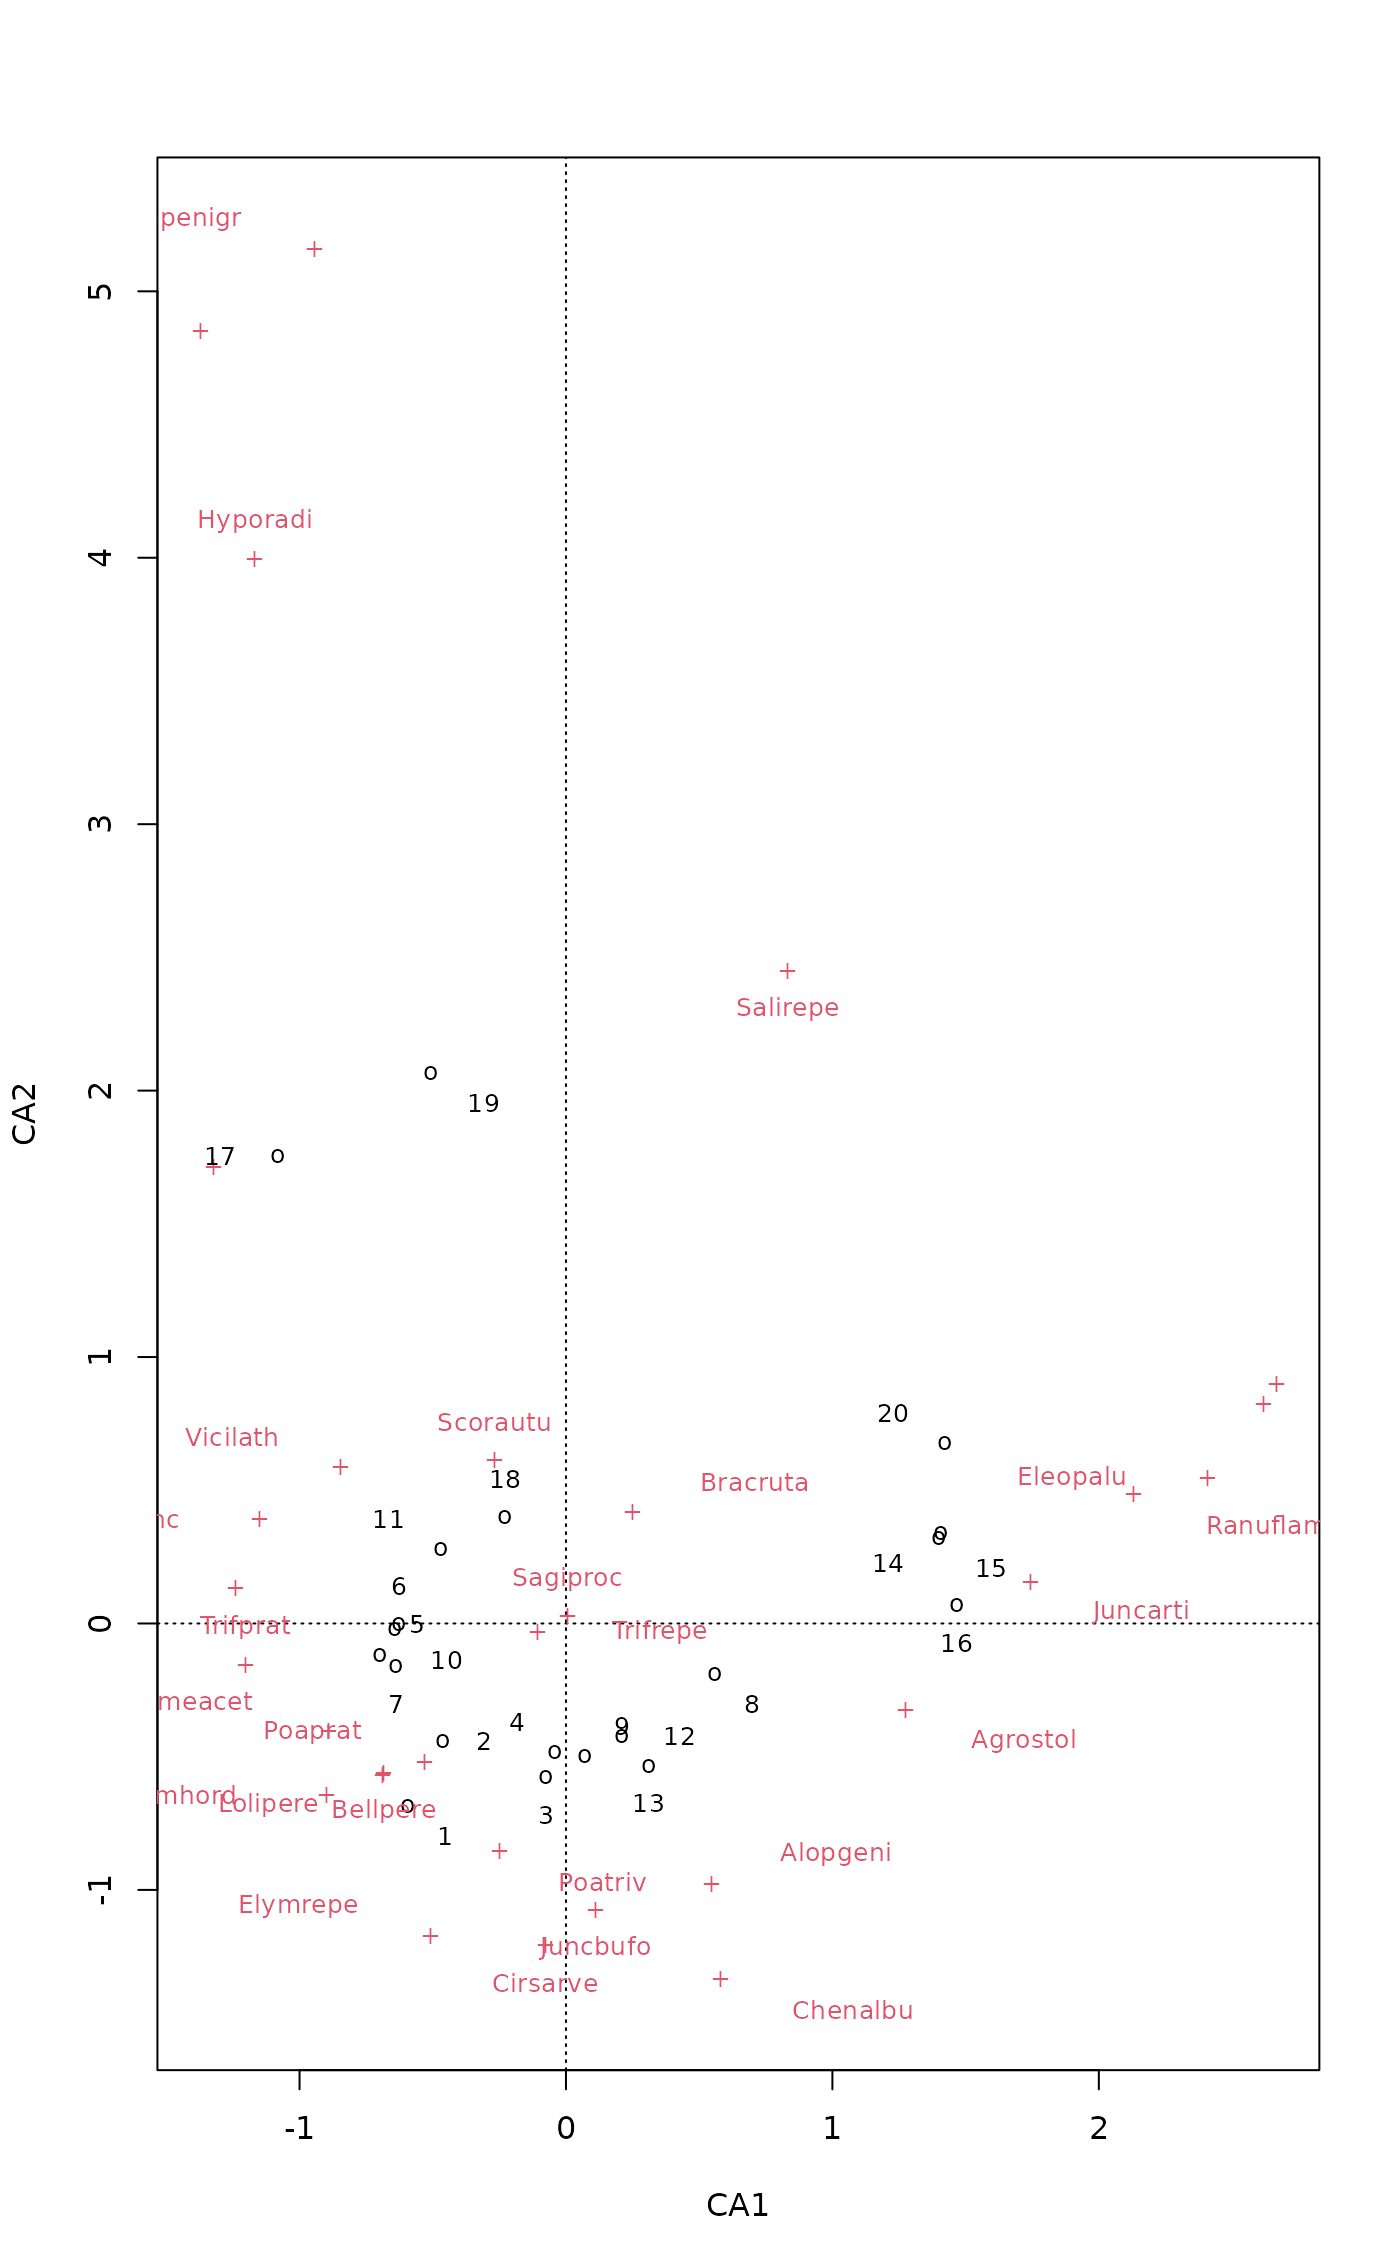 penigr
5
Hyporadi
4
3
Salirepe
2
19
CA2
17
1
20
Scorautu
Vicilath
18
Eleopalu
Bracruta
nc
11
Ranuflam
14
15
Sagiproc
6
Juncarti
0
Trifprat
5
Trifrepe
16
10
meacet
7
8
4
9
Poaprat
2
12
Agrostol
mhord
Lolipere
Bellpere
13
3
1
Alopgeni
-1
Poatriv
Elymrepe
Juncbufo
Cirsarve
Chenalbu
-1 0 1 2
CA1